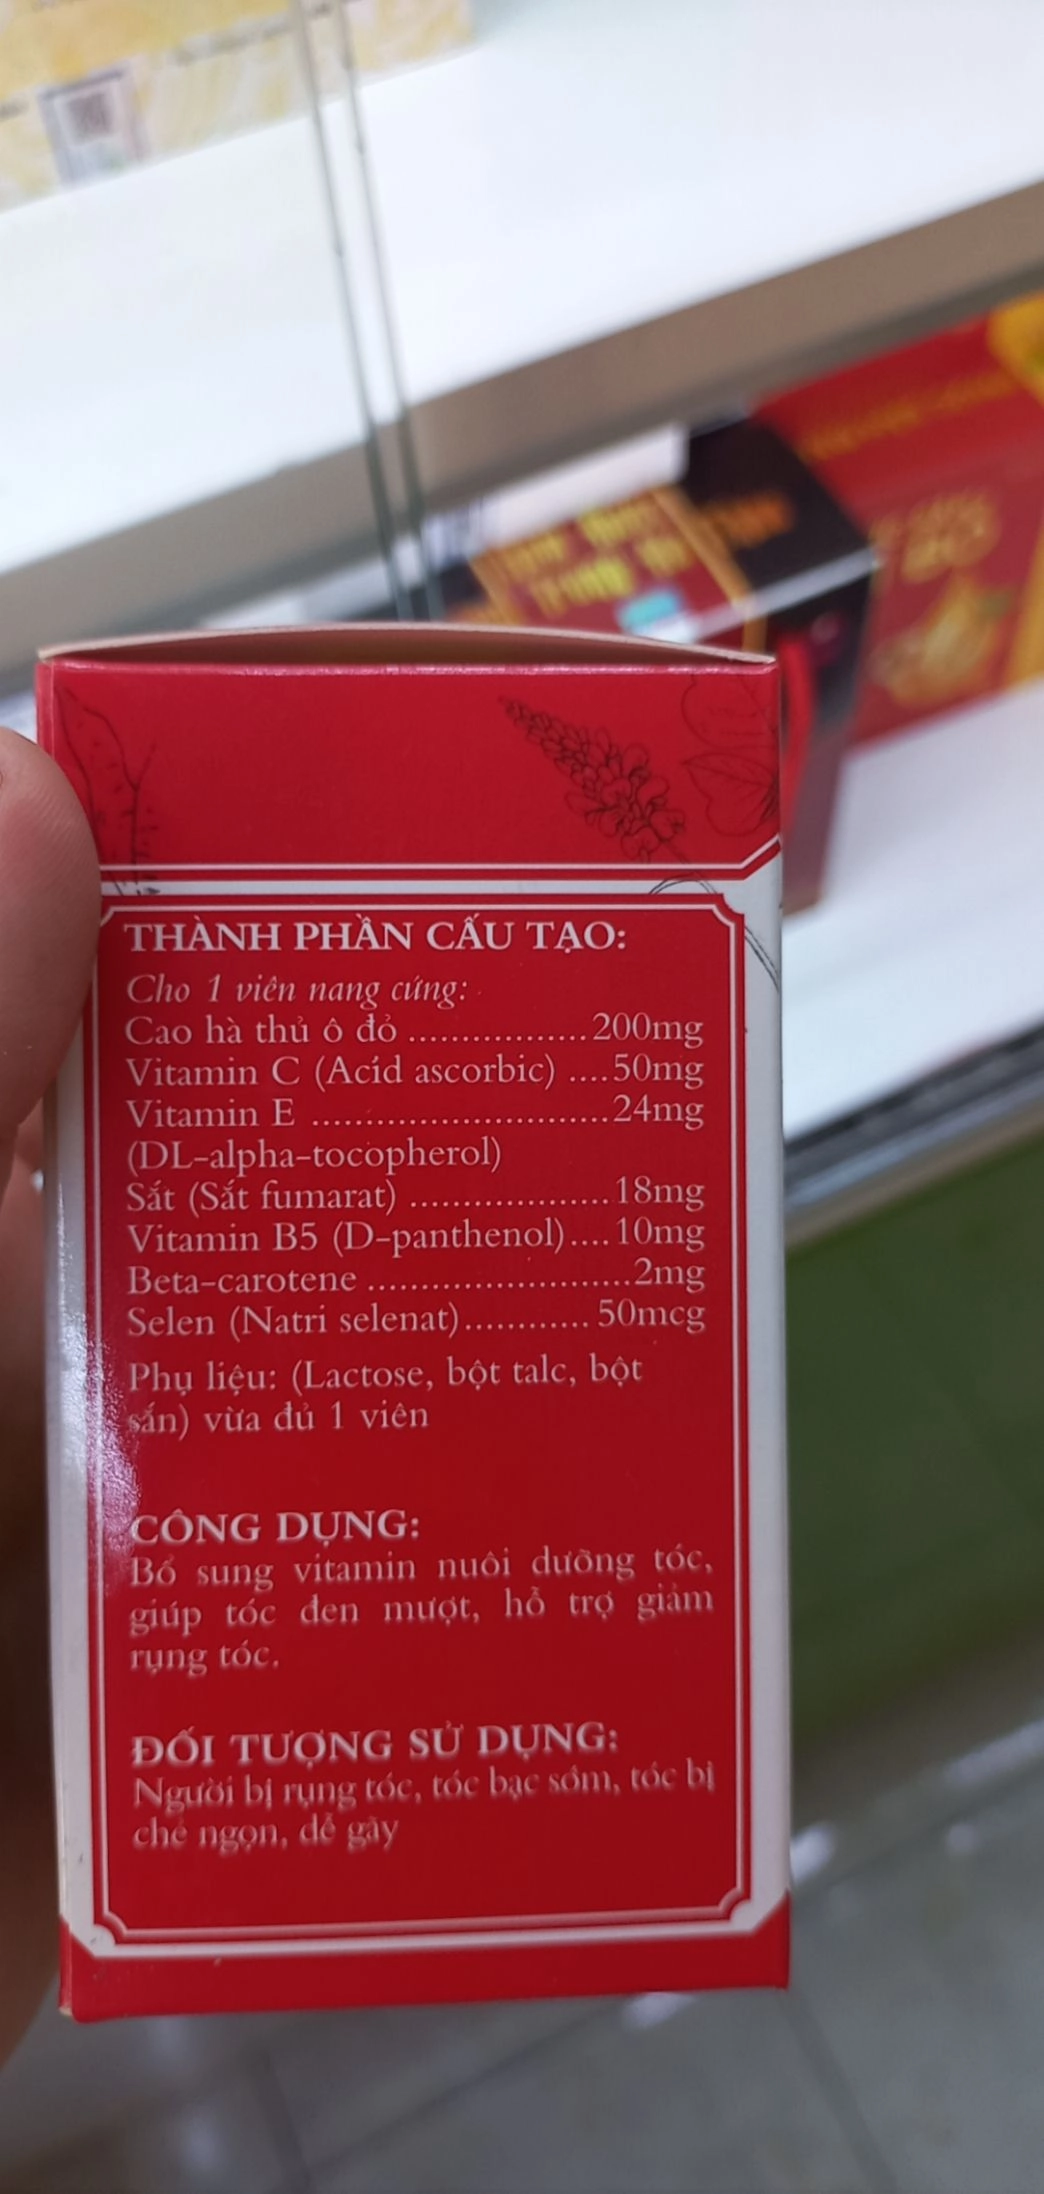 THÀNH PHẦN CẤU TẠO:
Cho 1 viên nang cứng:
Cao hà thủ ô đỏ ................. 200mg
Vitamin C (Acíd ascorbic) ....50mg
Vitamin E ............................24mg
(DL-alpha-tocopherol)
Sắt (Sắt fumarat) ...................18mg
Vitamin B5 (D-panthenol)....10mg
Beta-carotene .........................2mg
Selen (Natri selenat)............ 50mcg
Phụ liệu: (Lactose, bột talc, bột
sắn) vừa đủ 1 viên
CÔNG DỤNG:
Bổ sung vitamin nuôi dưỡng tóc,
giúp tóc đen mượt, hỗ trợ giảm
rụng tóc.
ĐỐI TƯỢNG SỬ DỤNG:
Người bị rụng tóc, tóc bạc sớm, tóc bị
chẻ ngọn, dễ gãy